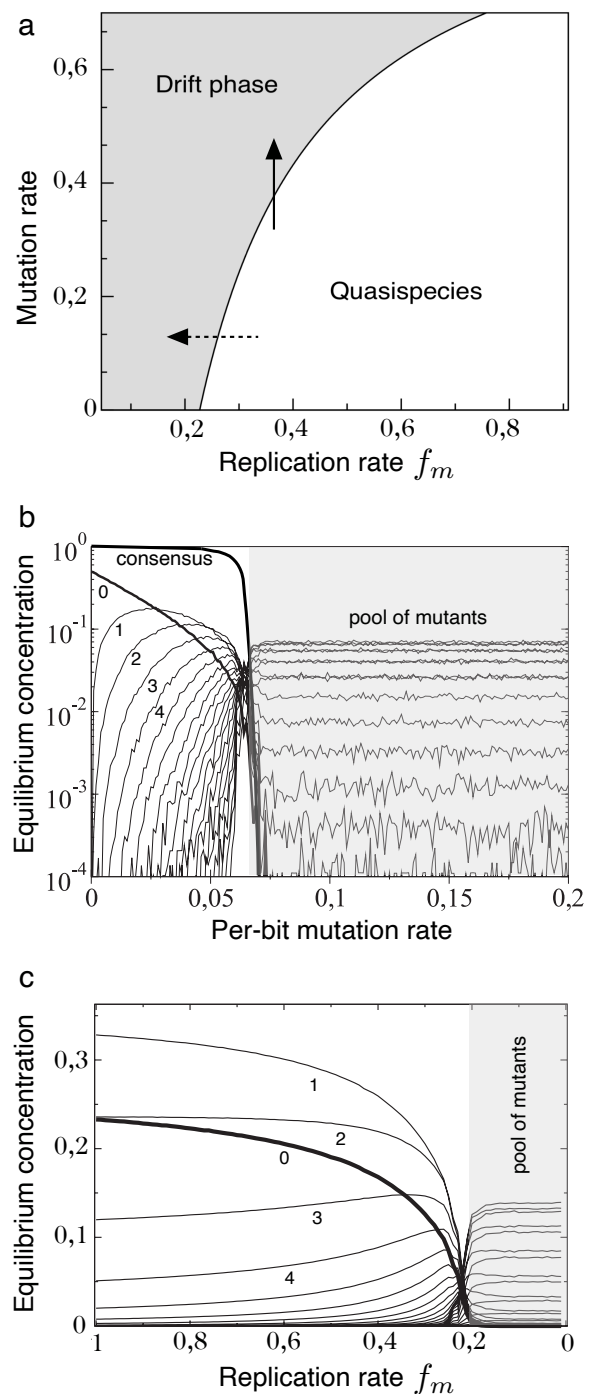 a
0,6
Drift phase
0,4
Mutation rate
0,2
Quasispecies
0
0,2
0,4
0,6
0,8
Replication rate f_m
b
10^0
consensus
0
10^-1
1
2
3
4
pool of mutants
10^-2
Equilibrium concentration
10^-3
10^-4
0
0,05
0,1
0,15
0,2
Per-bit mutation rate
c
0,3
1
pool of mutants
0,2
2
0
Equilibrium concentration
3
0,1
4
0
1
0,8
0,6
0,4
0,2
0
Replication rate f_m